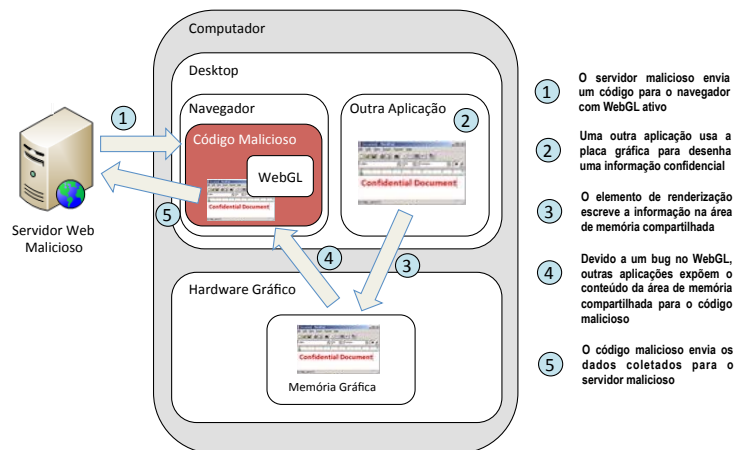 Computador
Desktop
Navegador
Outra Aplicação
2
1
Código Malicioso
WebGL
Confidential Document
Confidential Document
5
Servidor Web
Malicioso
4
3
Hardware Gráfico
Confidential Document
Memória Gráfica
1
O servidor malicioso envia
um código para o navegador
com WebGL ativo
2
Uma outra aplicação usa a
placa gráfica para desenha
uma informação confidencial
3
O elemento de renderização
escreve a informação na área
de memória compartilhada
4
Devido a um bug no WebGL,
outras aplicações expõem o
conteúdo da área de memória
compartilhada para o código
malicioso
5
O código malicioso envia os
dados coletados para o
servidor malicioso